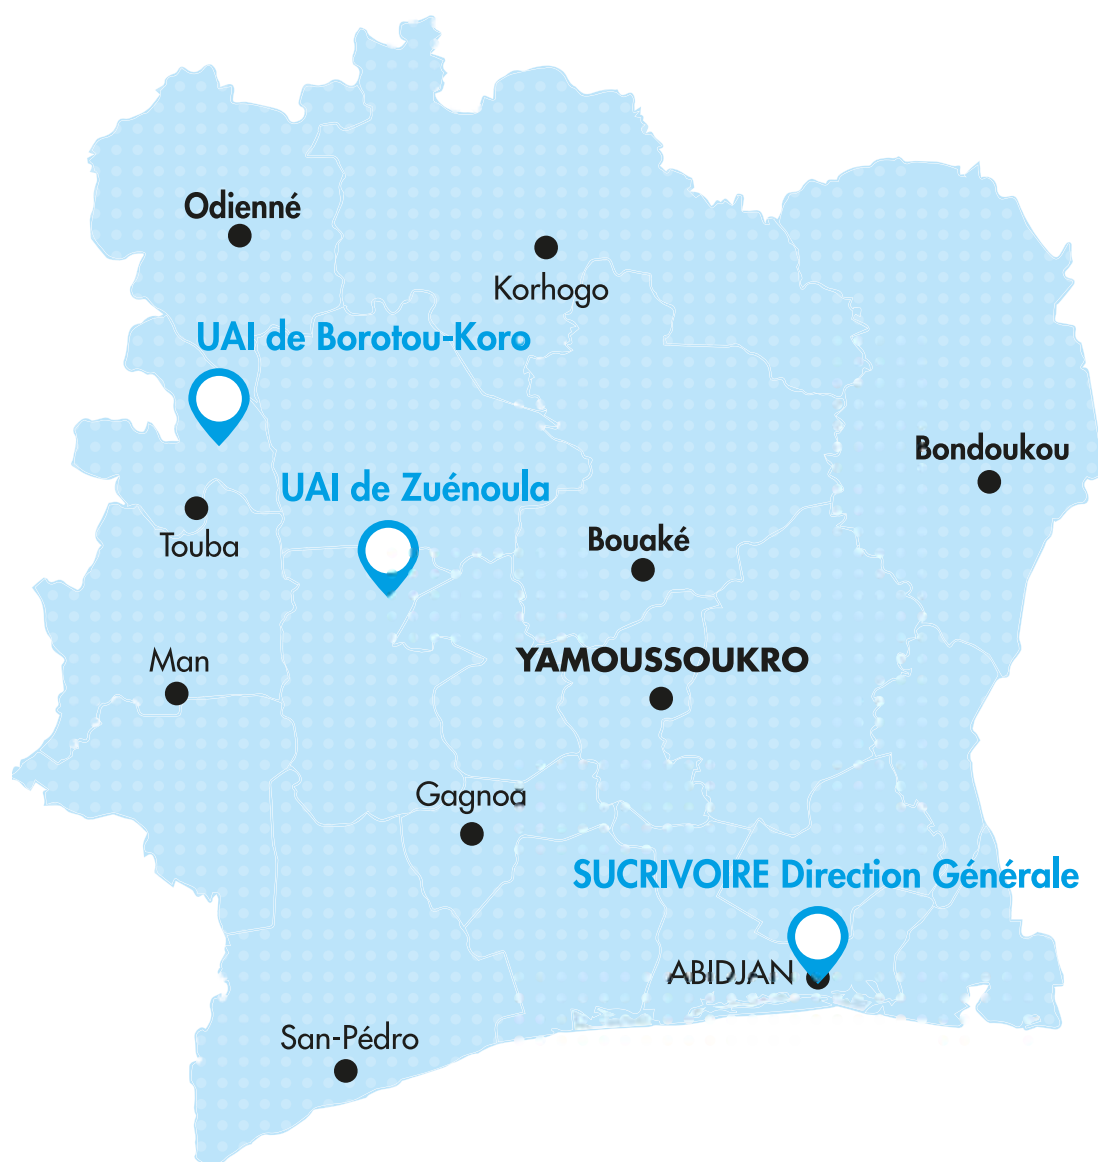 Odienné
Korhogo
UAI de Borotou-Koro
Bondoukou
UAI de Zuénoula
Touba
Bouaké
Man
YAMOUSSOUKRO
Gagnoa
SUCRIVOIRE Direction Générale
ABIDJAN
San-Pédro